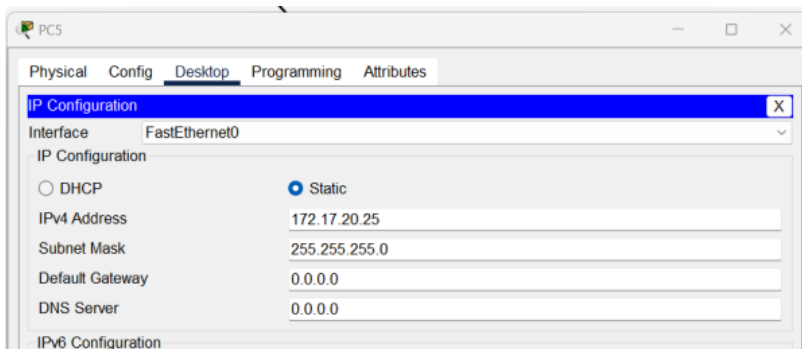 PC5
Physical Config Desktop Programming Attributes
IP Configuration X
Interface FastEthernet0
IP Configuration
DHCP Static
IPv4 Address 172.17.20.25
Subnet Mask 255.255.255.0
Default Gateway 0.0.0.0
DNS Server 0.0.0.0
IPv6 Configuration